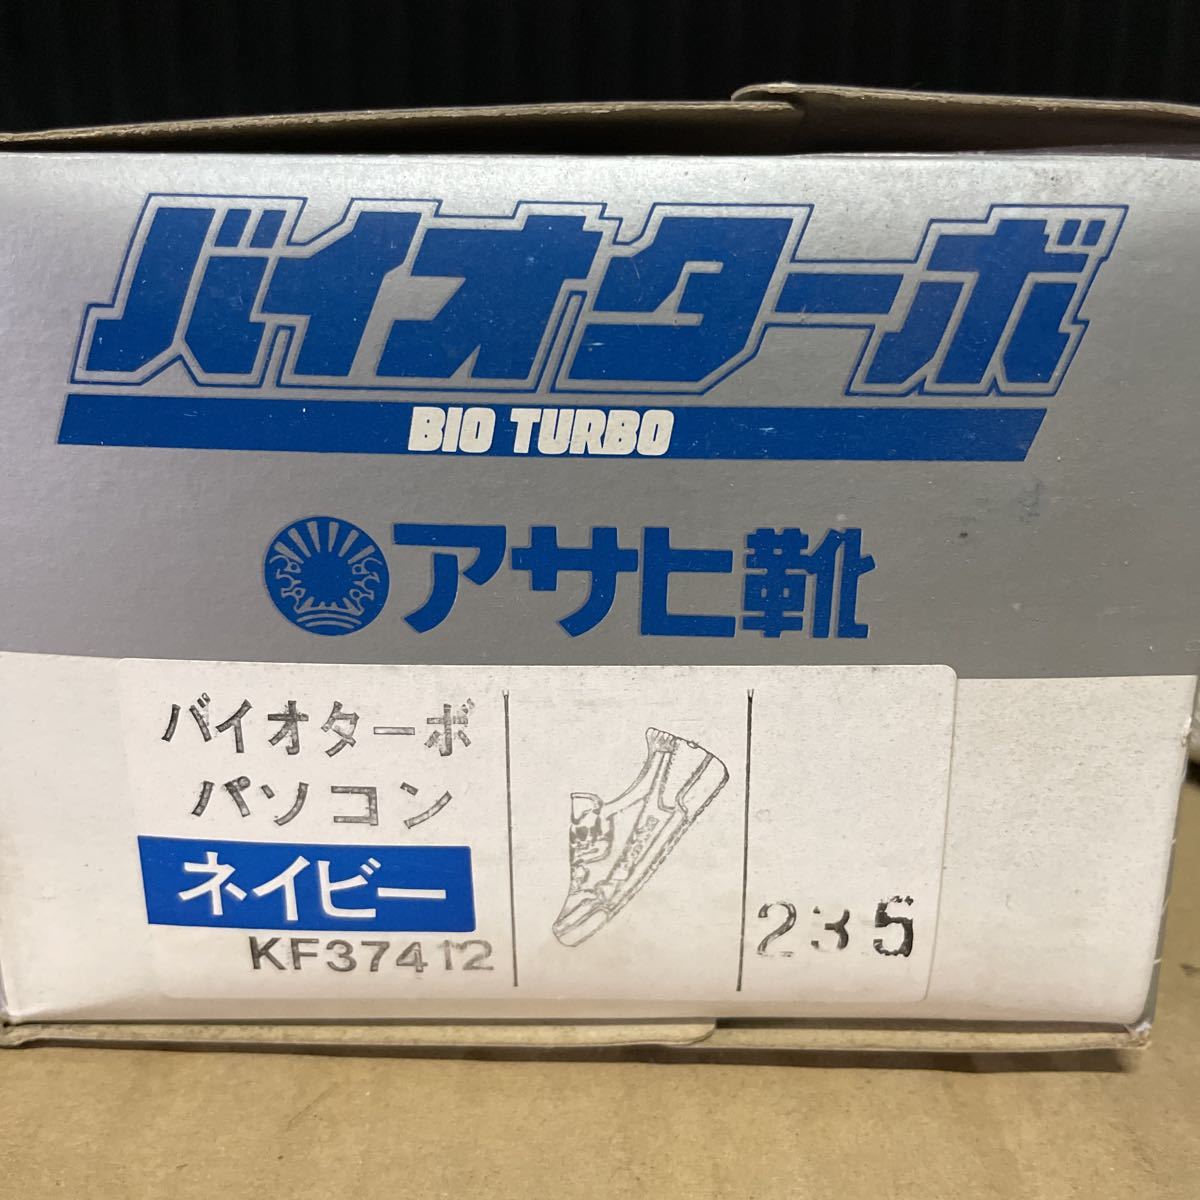 バイオターボ
BIO TURBO
アサヒ靴
バイオターボ
パソコン
ネイビー
KF37412
235